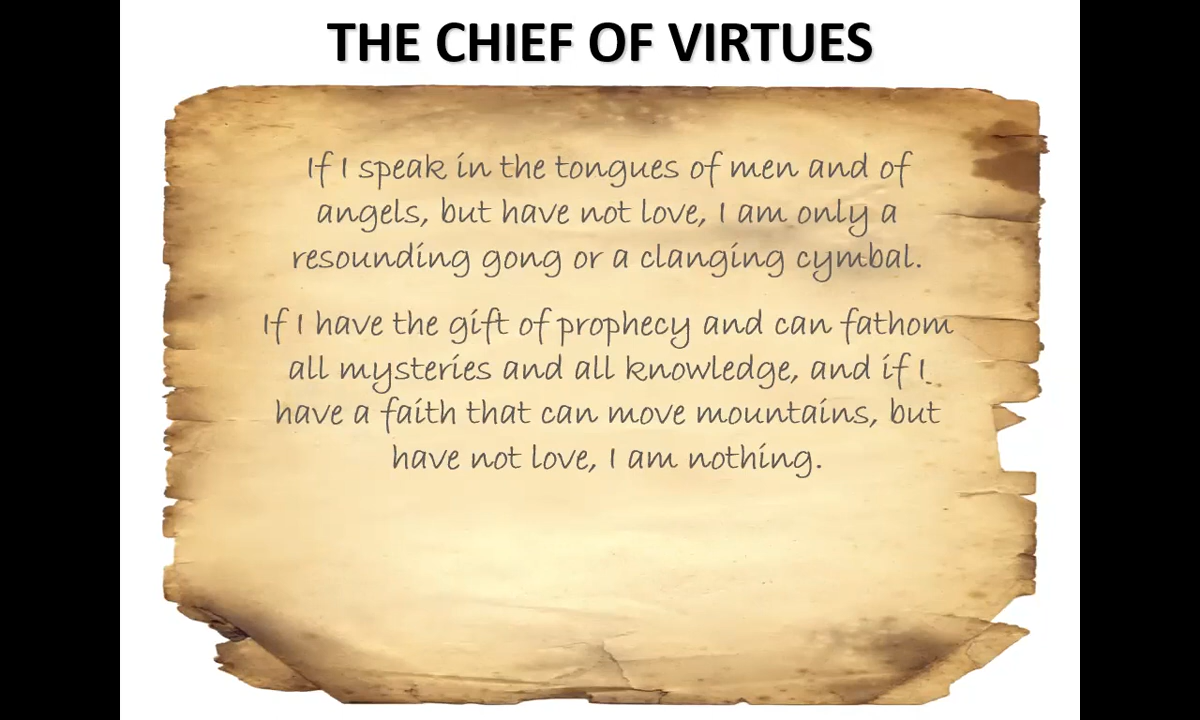 THE CHIEF OF VIRTUES
If I speak in the tongues of men and of
angels, but have not love, I am only a
resounding gong or a clanging cymbal.
If I have the gift of prophecy and can fathom
all mysteries and all knowledge, and if I
have a faith that can move mountains, but
have not love, I am nothing.